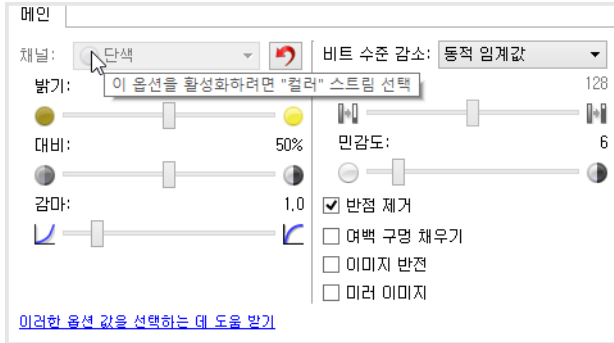 메인
채널: 단색
비트 수준 감소: 동적 임계값
이 옵션을 활성화하려면 "컬러" 스트림 선택
밝기:
128
대비: 50%
민감도: 6
감마: 1.0
반점 제거
여백 구멍 채우기
이미지 반전
미러 이미지
이러한 옵션 값을 선택하는 데 도움 받기